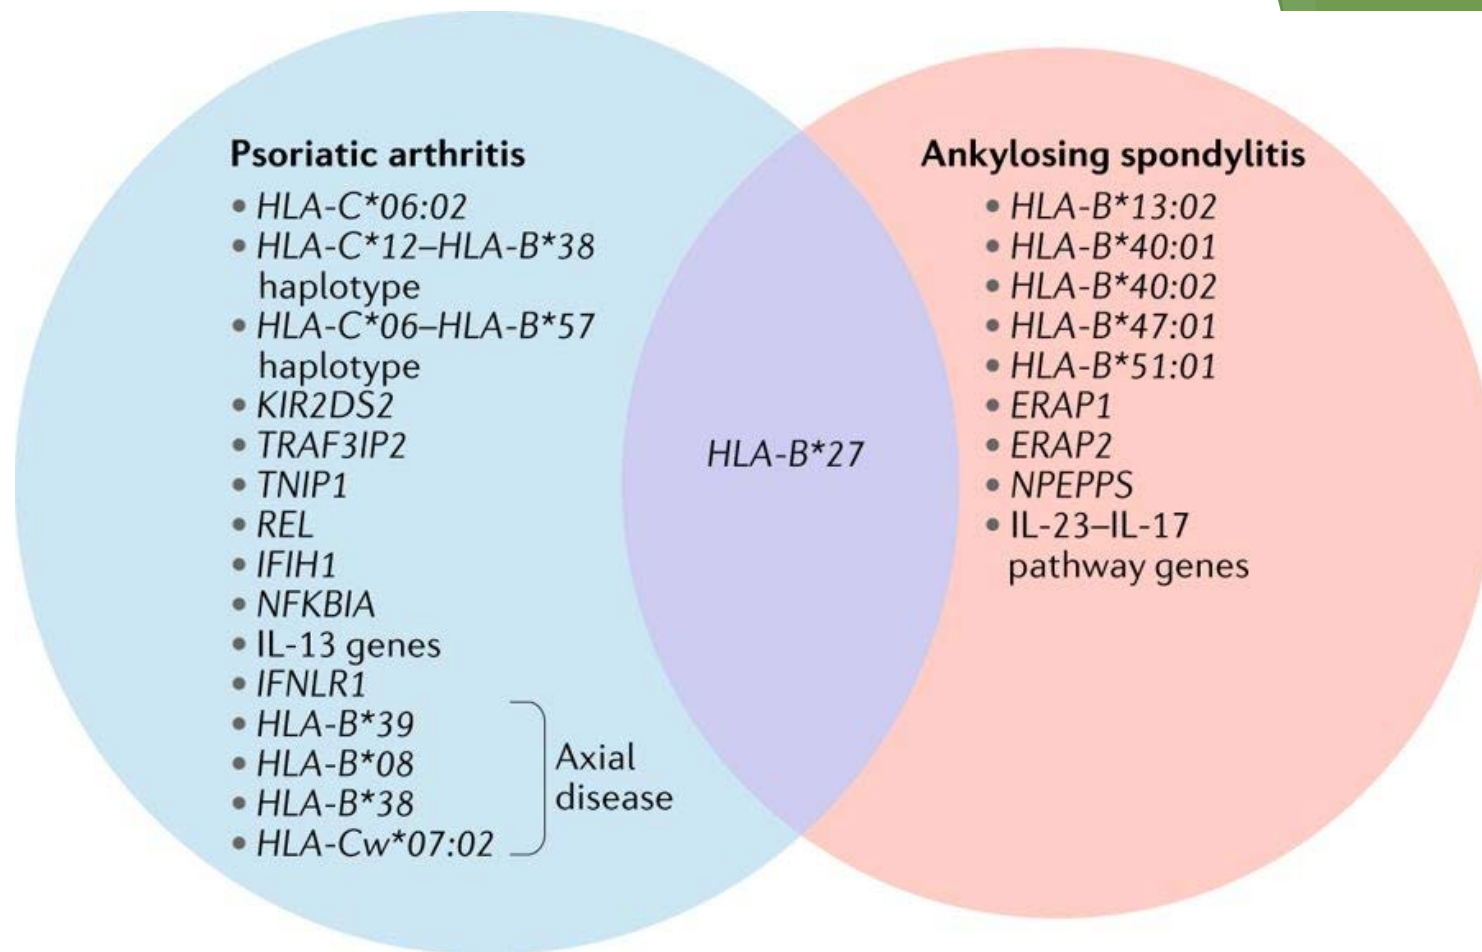 Psoriatic arthritis
• HLA-C*06:02
• HLA-C*12–HLA-B*38
haplotype
• HLA-C*06–HLA-B*57
haplotype
• KIR2DS2
• TRAF3IP2
• TNIP1
• REL
• IFIH1
• NFKBIA
• IL-13 genes
• IFNLR1
• HLA-B*39
• HLA-B*08
• HLA-B*38
• HLA-Cw*07:02
Axial
disease
HLA-B*27
Ankylosing spondylitis
• HLA-B*13:02
• HLA-B*40:01
• HLA-B*40:02
• HLA-B*47:01
• HLA-B*51:01
• ERAP1
• ERAP2
• NPEPPS
• IL-23–IL-17
pathway genes